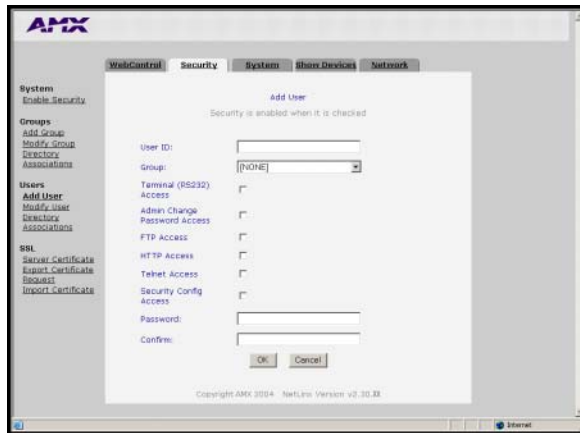 AMX
WebControl Security System Show Devices Network
System
Enable Security
Groups
Add Group
Modify Group
Directory
Associations
Users
Add User
Modify User
Directory
Associations
SSL
Server Certificate
Export Certificate
Request
Import Certificate
Add User
Security is enabled when it is checked
User ID:
Group: [NONE]
Terminal (RS232)
Access
Admin Change
Password Access
FTP Access
HTTP Access
Telnet Access
Security Config
Access
Password:
Confirm:
OK Cancel
Copyright AMX 2004 NetLinx Version v2.30.XX
Internet